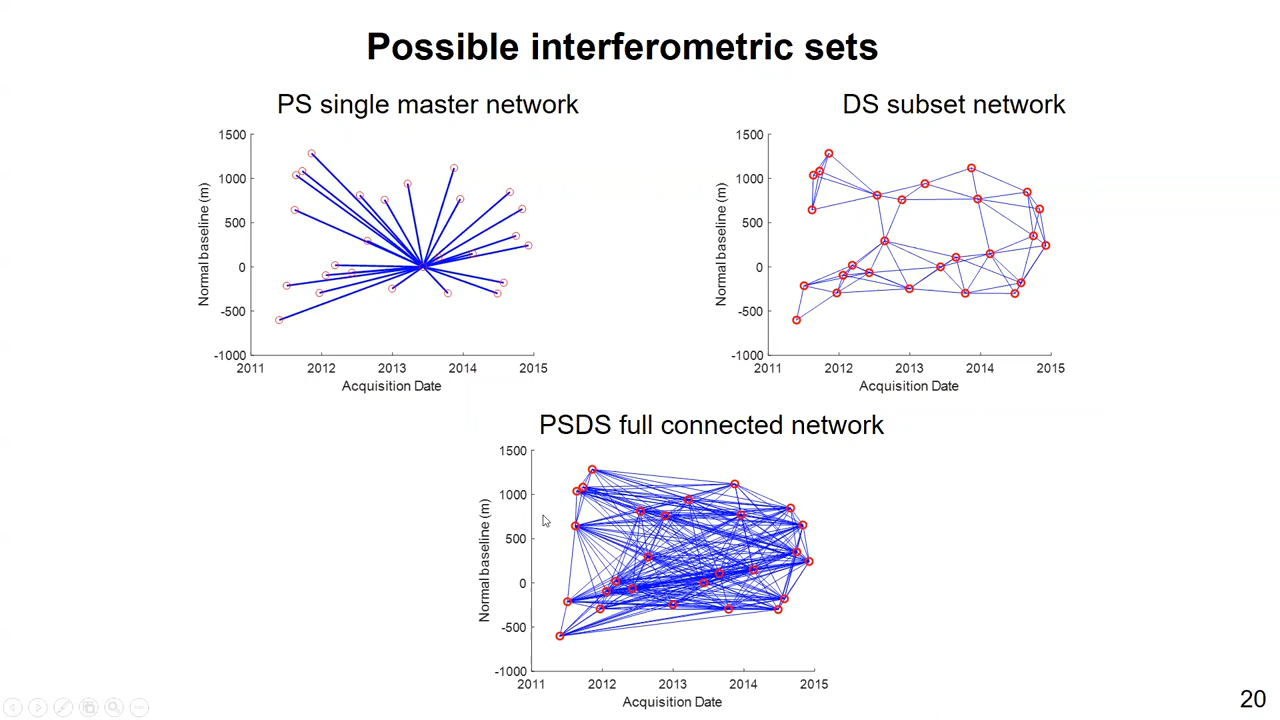 Possible interferometric sets
PS single master network
1500
1000
500
0
-500
-1000
Normal baseline (m)
2011 2012 2013 2014 2015
Acquisition Date
DS subset network
1500
1000
500
0
-500
-1000
Normal baseline (m)
2011 2012 2013 2014 2015
Acquisition Date
PSDS full connected network
1500
1000
500
0
-500
-1000
Normal baseline (m)
2011 2012 2013 2014 2015
Acquisition Date
20